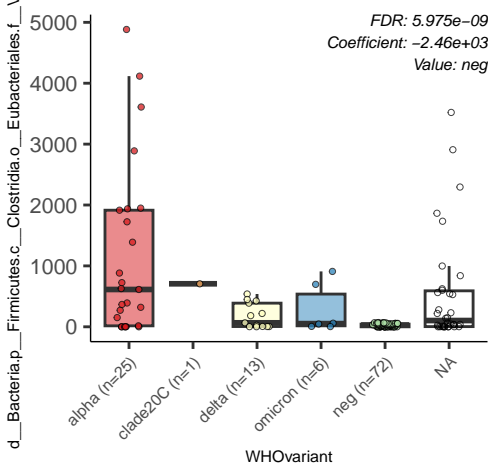 FDR: 5.975e−09
Coefficient: −2.46e+03
Value: neg
d__Bacteria.p__Firmicutes.c__Clostridia.o__Eubacteriales.f__
5000
4000
3000
2000
1000
0
alpha (n=25)
clade20C (n=1)
delta (n=13)
omicron (n=6)
neg (n=72)
NA
WHOvariant